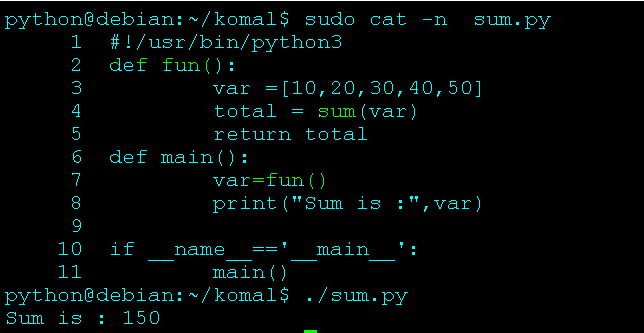 python@debian:~/komal$ sudo cat -n  sum.py
     1  #!/usr/bin/python3
     2  def fun():
     3          var =[10,20,30,40,50]
     4          total = sum(var)
     5          return total
     6  def main():
     7          var=fun()
     8          print("Sum is :",var)
     9
    10  if __name__=='__main__':
    11          main()
python@debian:~/komal$ ./sum.py
Sum is : 150